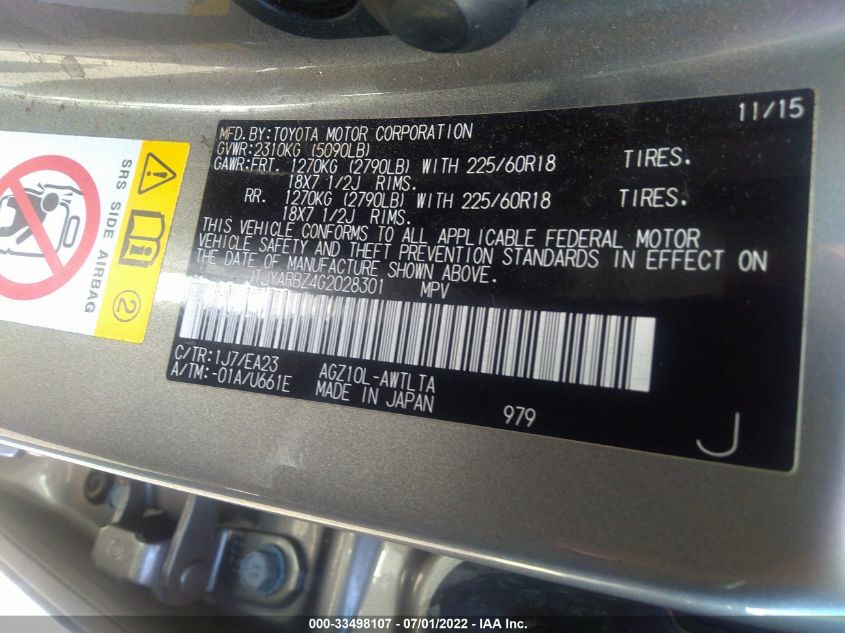 11/15
MFD.BY:TOYOTA MOTOR CORPORATION
GVWR:2310KG (5090LB)
GAWR:FRT. 1270KG (2790LB) WITH 225/60R18 TIRES.
18X7 1/2J RIMS.
RR. 1270KG (2790LB) WITH 225/60R18 TIRES.
18X7 1/2J RIMS.
THIS VEHICLE CONFORMS TO ALL APPLICABLE FEDERAL MOTOR
VEHICLE SAFETY AND THEFT PREVENTION STANDARDS IN EFFECT ON
THE DATE OF MANUFACTURE SHOWN ABOVE.
JTJYARBZ4G2028301 MPV
C/TR:1J7/EA23 AGZ10L-AWTLTA
A/TM:-01A/U661E MADE IN JAPAN
979
J
SRS SIDE AIRBAG
2
000-33498107 - 07/01/2022 - IAA Inc.